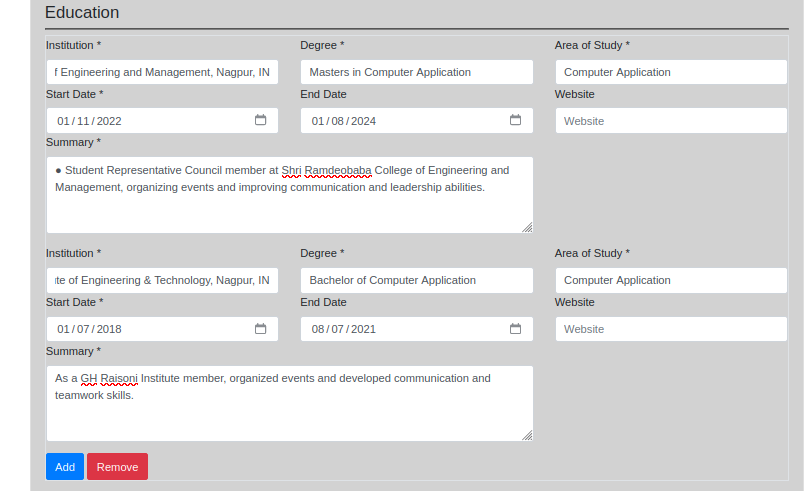 Education
Institution * Degree * Area of Study *
f Engineering and Management, Nagpur, IN Masters in Computer Application Computer Application
Start Date * End Date Website
01/11/2022 01/08/2024 Website
Summary *
● Student Representative Council member at Shri Ramdeobaba College of Engineering and
Management, organizing events and improving communication and leadership abilities.
Institution * Degree * Area of Study *
te of Engineering & Technology, Nagpur, IN Bachelor of Computer Application Computer Application
Start Date * End Date Website
01/07/2018 08/07/2021 Website
Summary *
As a GH Raisoni Institute member, organized events and developed communication and
teamwork skills.
Add Remove